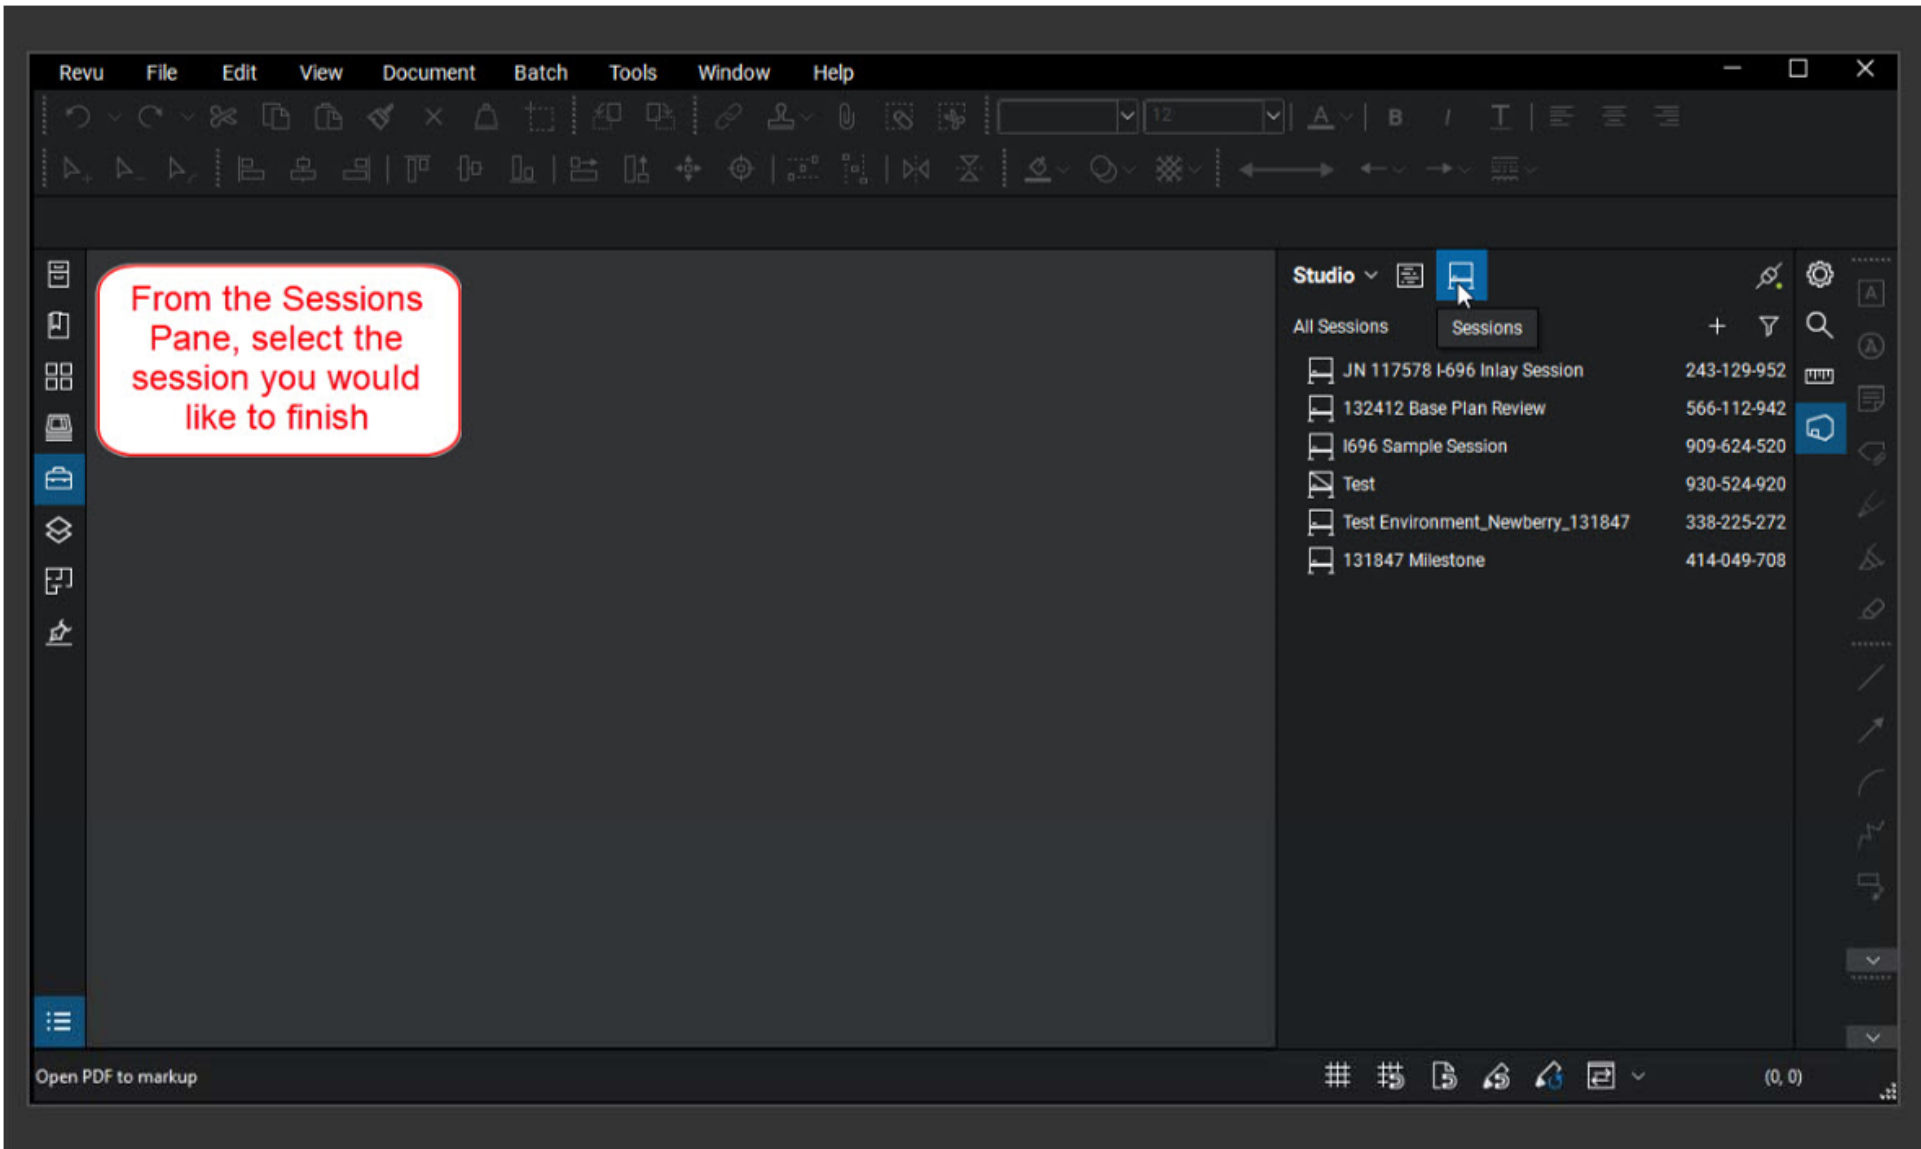 Revu File Edit View Document Batch Tools Window Help
12 A B I T
From the Sessions
Pane, select the
session you would
like to finish
Studio
All Sessions
Sessions
JN 117578 I-696 Inlay Session 243-129-952
132412 Base Plan Review 566-112-942
I696 Sample Session 909-624-520
Test 930-524-920
Test Environment_Newberry_131847 338-225-272
131847 Milestone 414-049-708
A
A
Open PDF to markup (0, 0)